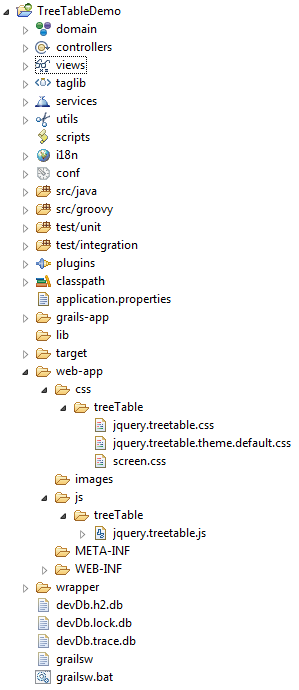 TreeTableDemo
domain
controllers
views
taglib
services
utils
scripts
i18n
conf
src/java
src/groovy
test/unit
test/integration
plugins
classpath
application.properties
grails-app
lib
target
web-app
css
treeTable
jquery.treetable.css
jquery.treetable.theme.default.css
screen.css
images
js
treeTable
jquery.treetable.js
META-INF
WEB-INF
wrapper
devDb.h2.db
devDb.lock.db
devDb.trace.db
grailsw
grailsw.bat